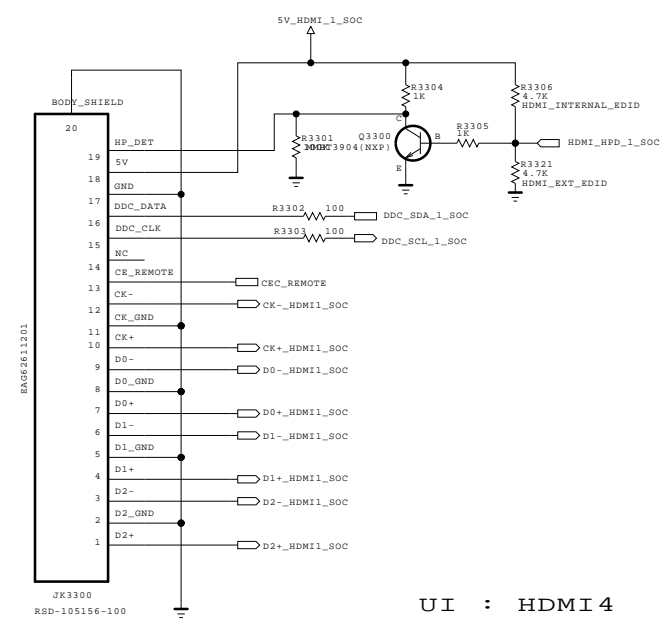 5V_HDMI_1_SOC
BODY_SHIELD
20
R3304
1K
R3306
4.7K
HDMI_INTERNAL_EDID
C
Q3300
B
E
R3305
1K
HDMI_HPD_1_SOC
R3301
MMBT3904(NXP)
R3321
4.7K
HDMI_EXT_EDID
19
HP_DET
18
5V
17
GND
16
DDC_DATA
R3302 100
DDC_SDA_1_SOC
15
DDC_CLK
R3303 100
DDC_SCL_1_SOC
14
NC
13
CE_REMOTE
CEC_REMOTE
12
CK-
CK-_HDMI1_SOC
11
CK_GND
10
CK+
CK+_HDMI1_SOC
9
D0-
D0-_HDMI1_SOC
8
D0_GND
7
D0+
D0+_HDMI1_SOC
6
D1-
D1-_HDMI1_SOC
5
D1_GND
4
D1+
D1+_HDMI1_SOC
3
D2-
D2-_HDMI1_SOC
2
D2_GND
1
D2+
D2+_HDMI1_SOC
EAG62611201
JK3300
RSD-105156-100
UI : HDMI4